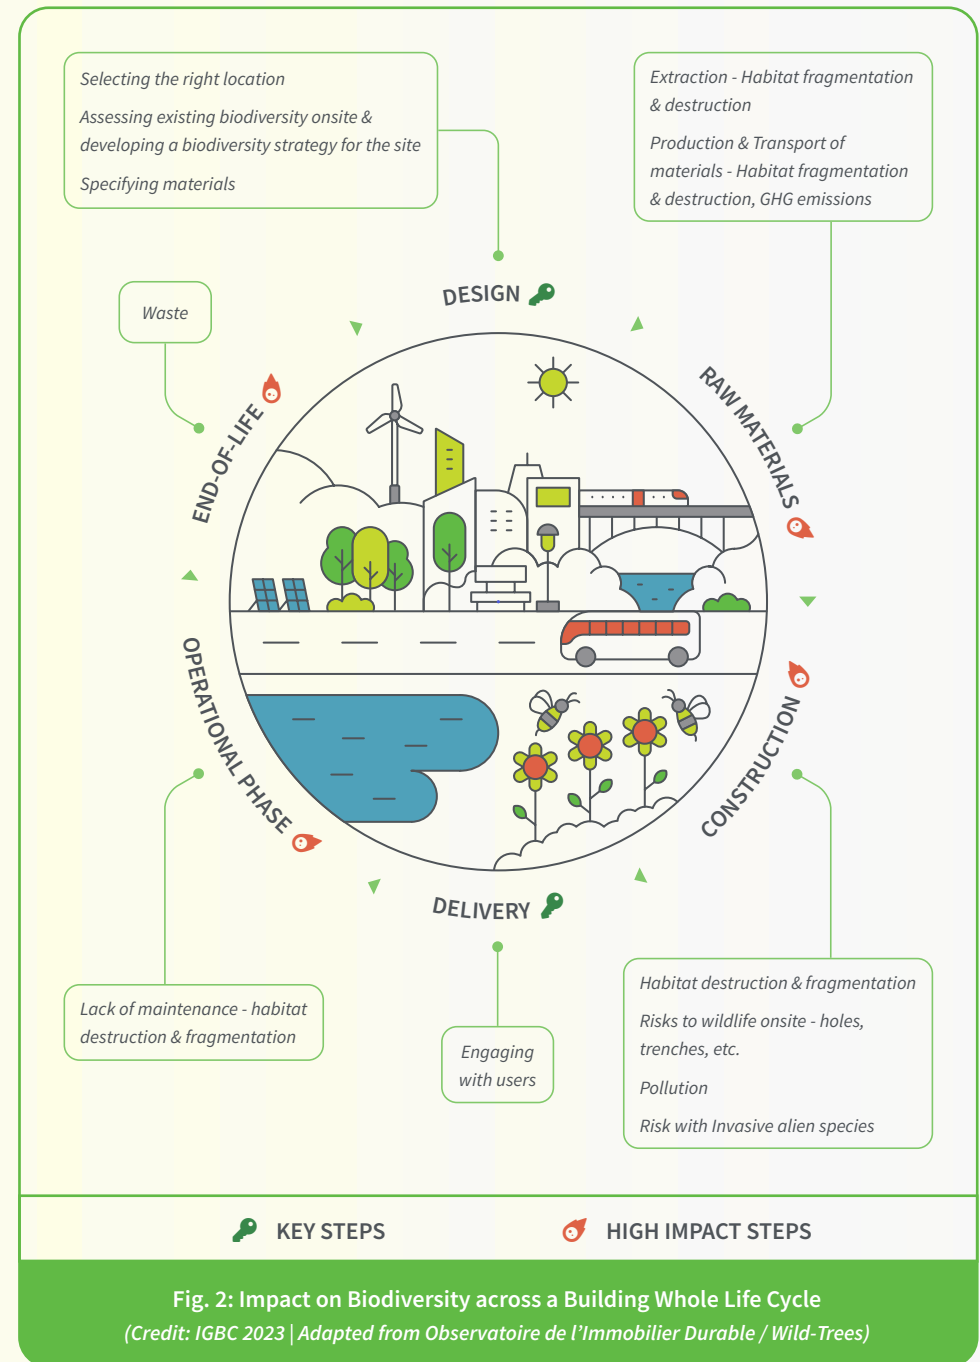 Selecting the right location
Assessing existing biodiversity onsite &
developing a biodiversity strategy for the site
Specifying materials
Extraction - Habitat fragmentation
& destruction
Production & Transport of
materials - Habitat fragmentation
& destruction, GHG emissions
Waste
DESIGN
RAW MATERIALS
END-OF-LIFE
OPERATIONAL PHASE
CONSTRUCTION
DELIVERY
Lack of maintenance - habitat
destruction & fragmentation
Engaging
with users
Habitat destruction & fragmentation
Risks to wildlife onsite - holes,
trenches, etc.
Pollution
Risk with Invasive alien species
KEY STEPS
HIGH IMPACT STEPS
Fig. 2: Impact on Biodiversity across a Building Whole Life Cycle
(Credit: IGBC 2023 | Adapted from Observatoire de l’Immobilier Durable / Wild-Trees)